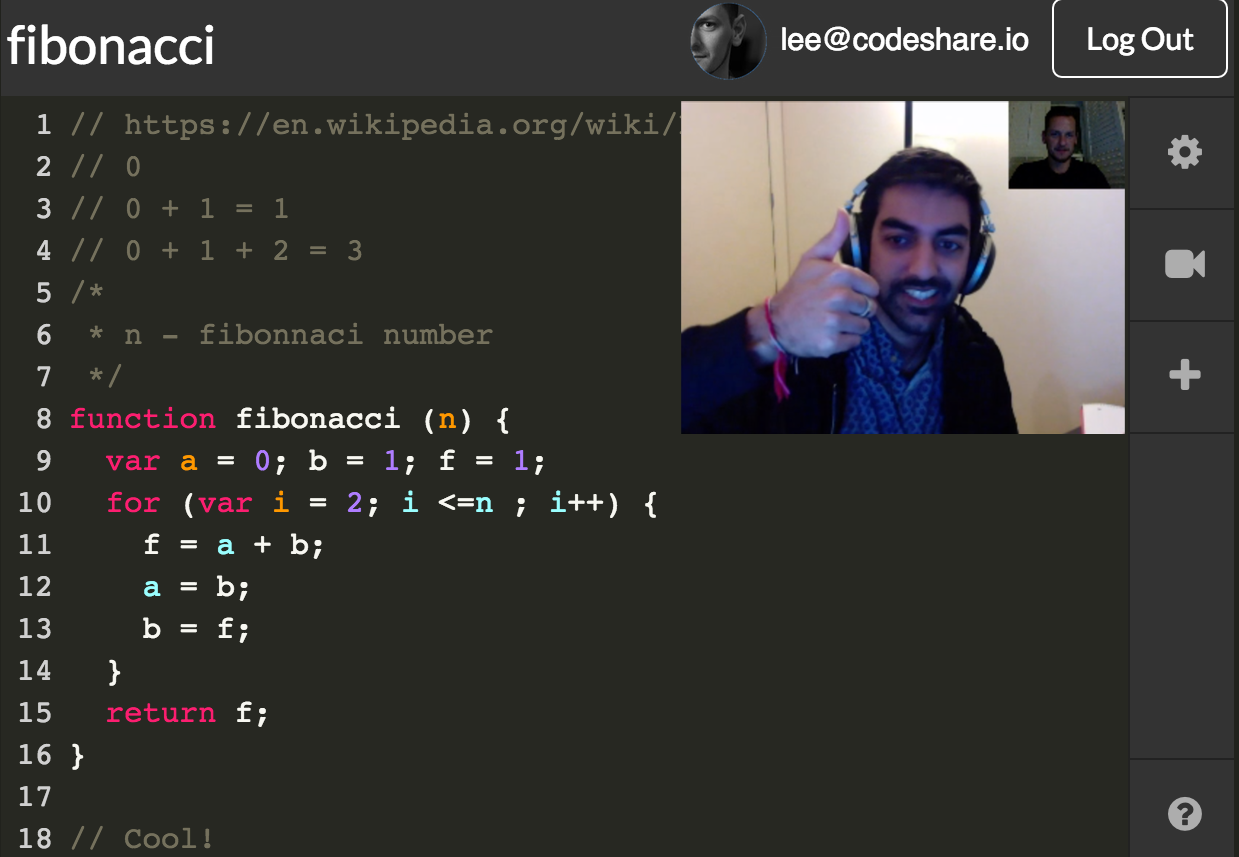 fibonacci
lee@codeshare.io
Log Out
1 // https://en.wikipedia.org/wiki/
2 // 0
3 // 0 + 1 = 1
4 // 0 + 1 + 2 = 3
5 /*
6  * n - fibonnaci number
7  */
8 function fibonacci (n) {
9   var a = 0; b = 1; f = 1;
10   for (var i = 2; i <=n ; i++) {
11     f = a + b;
12     a = b;
13     b = f;
14   }
15   return f;
16 }
17
18 // Cool!